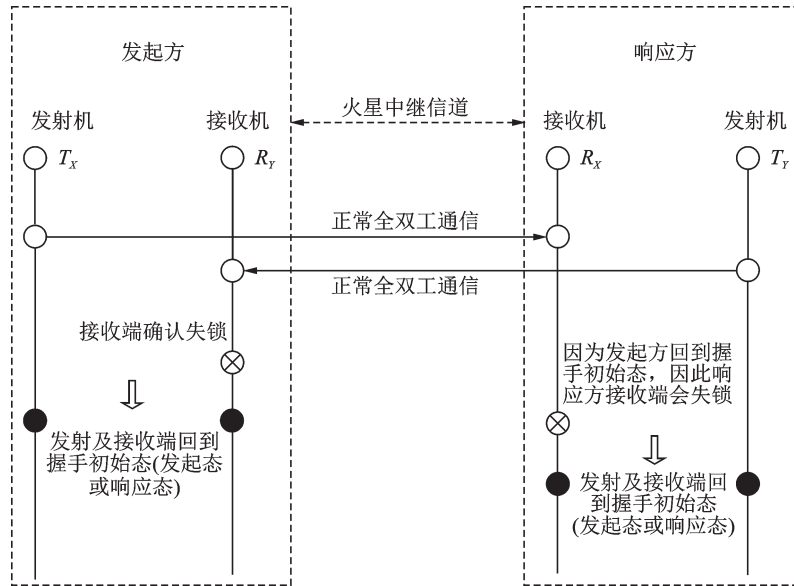 发起方
响应方
火星中继信道
发射机
接收机
接收机
发射机
T_X
R_Y
R_X
T_Y
正常全双工通信
正常全双工通信
接收端确认失锁
因为发起方回到握
手初始态，因此响
应方接收端会失锁
发射及接收端回到
握手初始态(发起态
或响应态)
发射及接收端回
到握手初始态
(发起态或响应态)